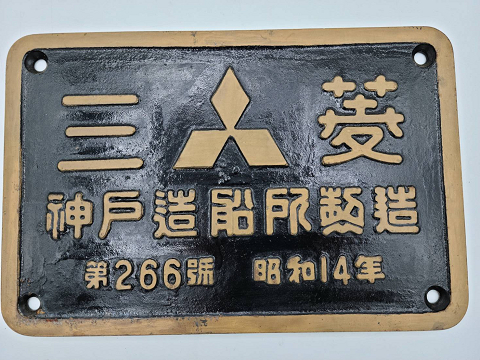 三菱
神戸造船所製造
第266號 昭和14年